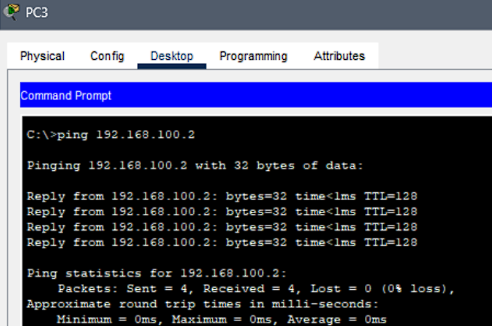 PC3
Physical Config Desktop Programming Attributes
Command Prompt
C:\>ping 192.168.100.2
Pinging 192.168.100.2 with 32 bytes of data:
Reply from 192.168.100.2: bytes=32 time<1ms TTL=128
Reply from 192.168.100.2: bytes=32 time<1ms TTL=128
Reply from 192.168.100.2: bytes=32 time<1ms TTL=128
Reply from 192.168.100.2: bytes=32 time<1ms TTL=128
Ping statistics for 192.168.100.2:
Packets: Sent = 4, Received = 4, Lost = 0 (0% loss),
Approximate round trip times in milli-seconds:
Minimum = 0ms, Maximum = 0ms, Average = 0ms